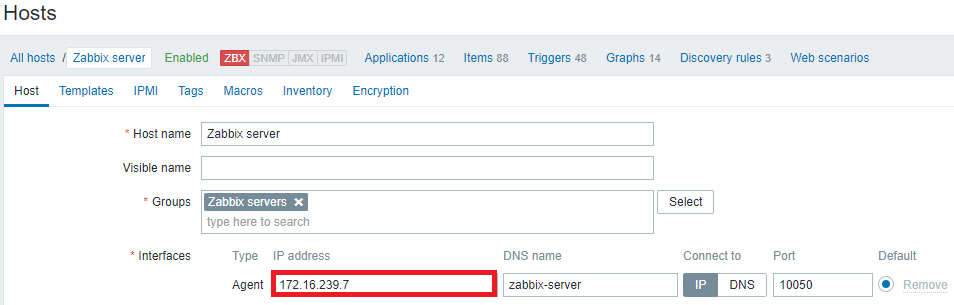 Hosts
All hosts / Zabbix server Enabled ZBX SNMP JMX IPMI Applications 12 Items 88 Triggers 48 Graphs 14 Discovery rules 3 Web scenarios
Host Templates IPMI Tags Macros Inventory Encryption
* Host name Zabbix server
Visible name
* Groups Zabbix servers × Select
type here to search
* Interfaces Type IP address DNS name Connect to Port Default
Agent 172.16.239.7 zabbix-server IP DNS 10050 Remove